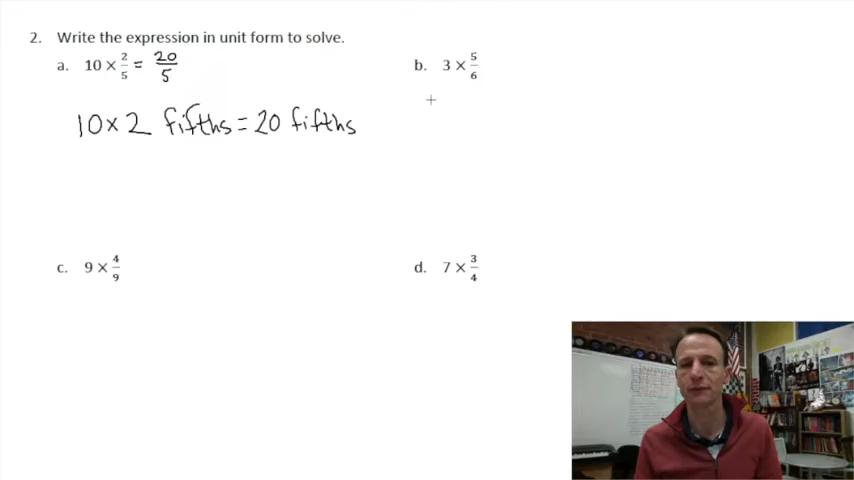 2. Write the expression in unit form to solve.
a. 10 × 2/5 = 20/5
10 × 2 fifths = 20 fifths
b. 3 × 5/6
c. 9 × 4/9
d. 7 × 3/4